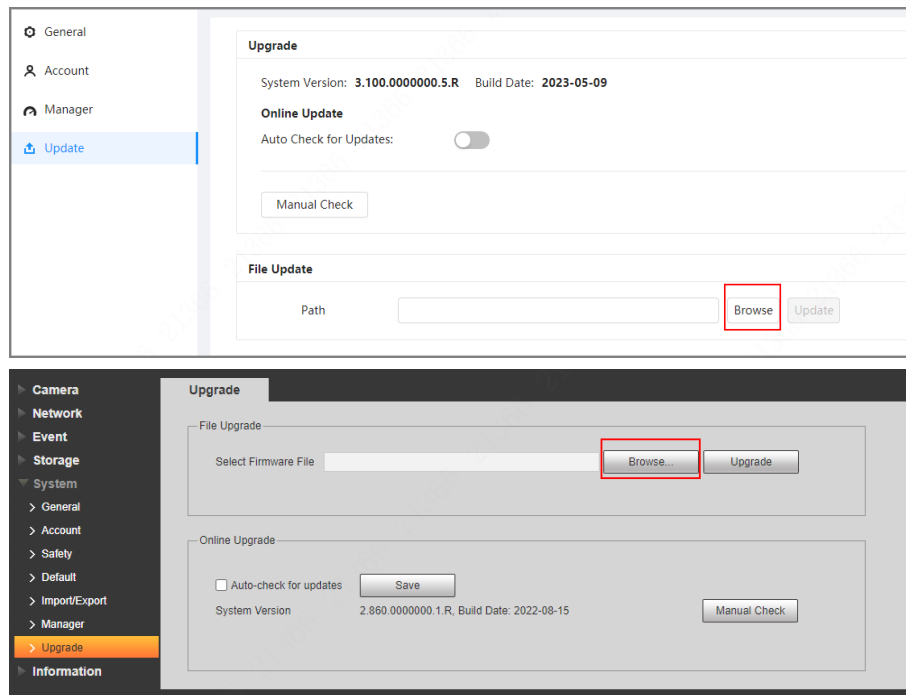 General
Account
Manager
Update
Upgrade
System Version: 3.100.0000000.5.R Build Date: 2023-05-09
Online Update
Auto Check for Updates:
Manual Check
File Update
Path Browse Update
Camera
Network
Event
Storage
System
General
Account
Safety
Default
Import/Export
Manager
Upgrade
Information
Upgrade
File Upgrade
Select Firmware File Browse... Upgrade
Online Upgrade
Auto-check for updates Save
System Version 2.860.0000000.1.R, Build Date: 2022-08-15 Manual Check